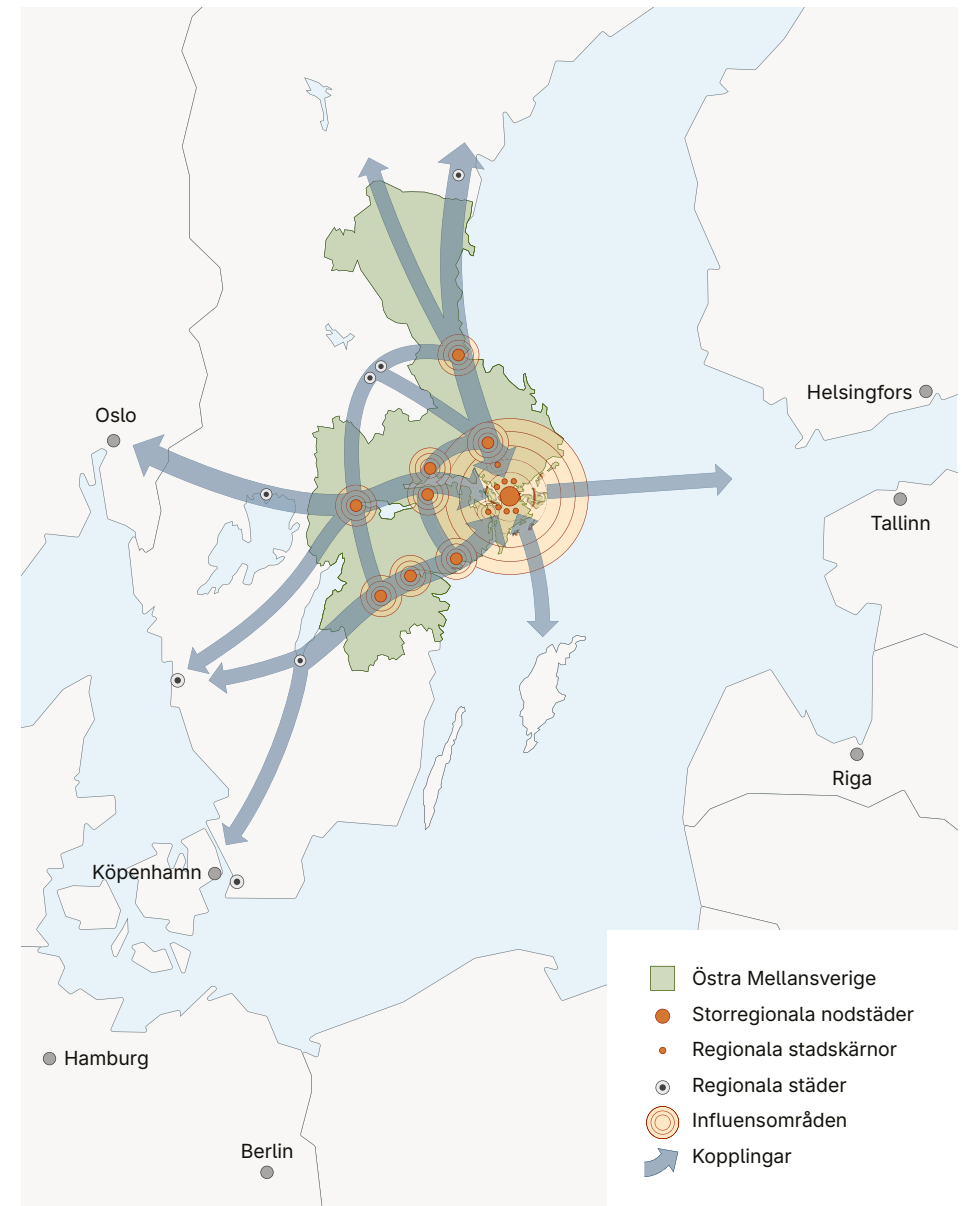 Helsingfors
Oslo
Tallinn
Riga
Köpenhamn
Östra Mellansverige
Storregionala nodstäder
Regionala stadskärnor
Hamburg
Regionala städer
Influensområden
Berlin
Kopplingar